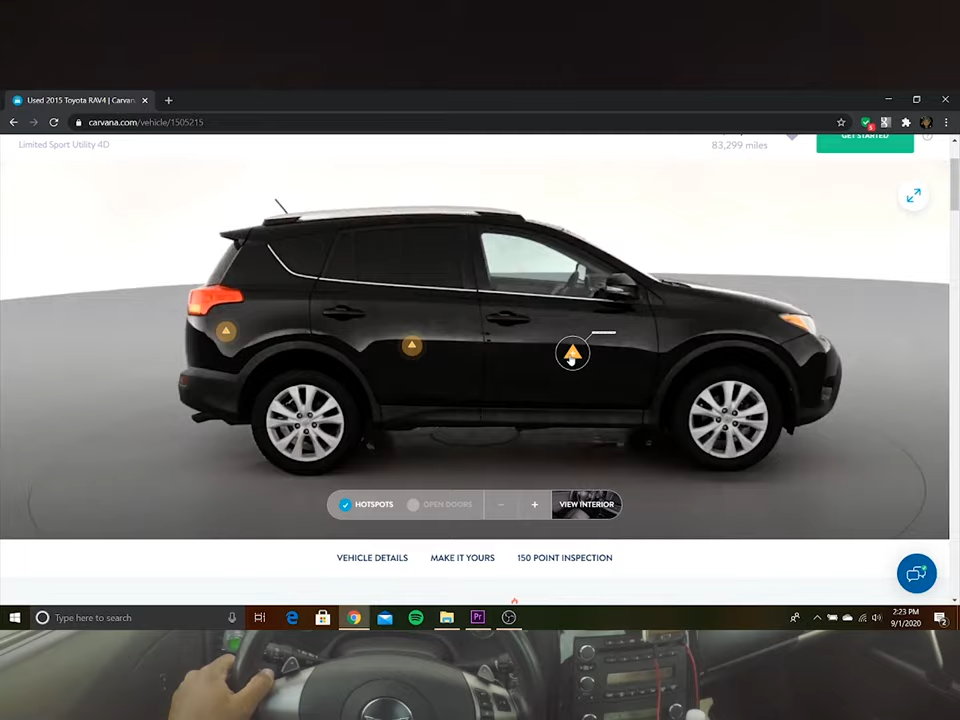 Used 2015 Toyota RAV4 | Carvan
carvana.com/vehicle/1505215
Limited Sport Utility 4D
83,299 miles
GET STARTED
HOTSPOTS
OPEN DOORS
VIEW INTERIOR
VEHICLE DETAILS
MAKE IT YOURS
150 POINT INSPECTION
Type here to search
Pr
2:23 PM
9/1/2020
2